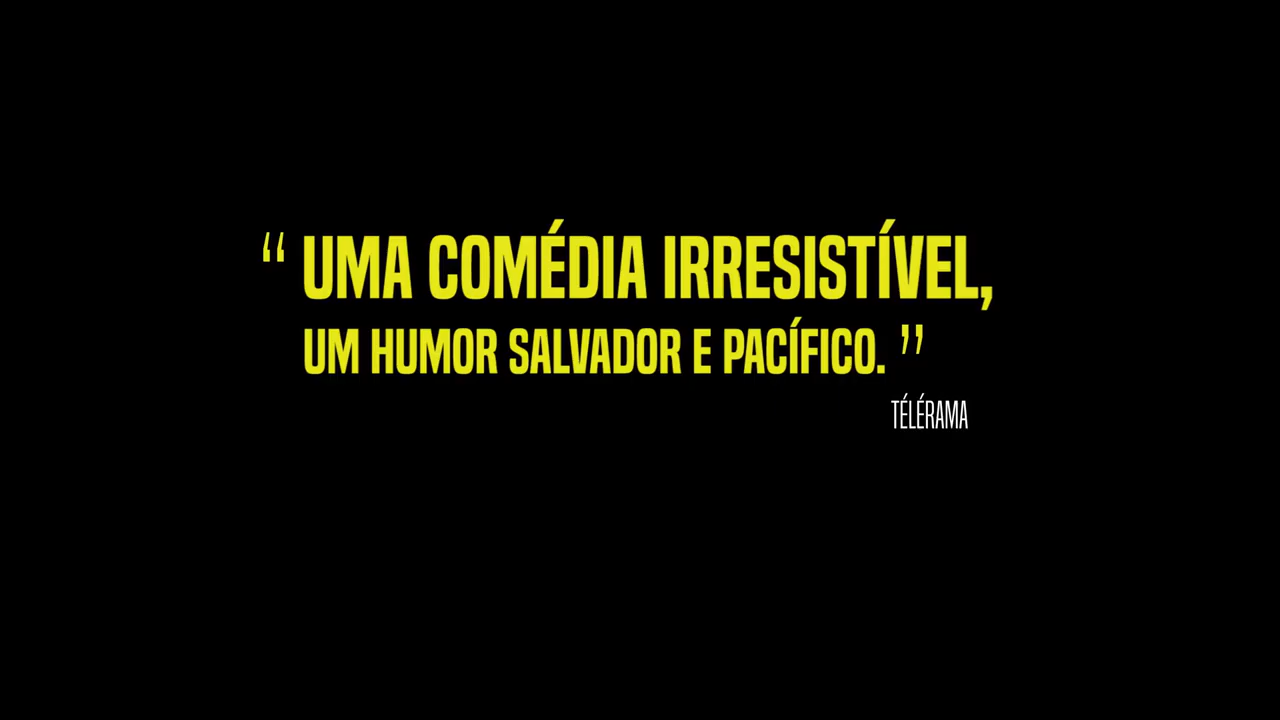 “ UMA COMÉDIA IRRESISTÍVEL,
UM HUMOR SALVADOR E PACÍFICO. ”
TÉLÉRAMA